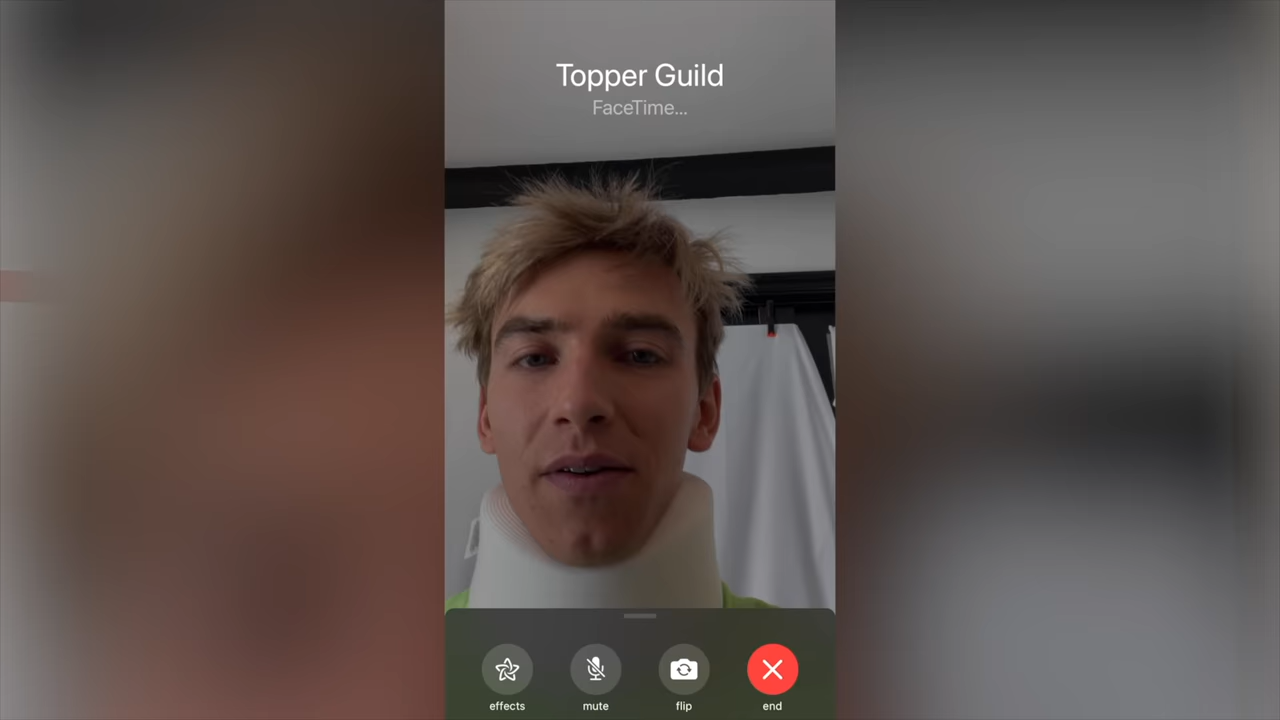 Topper Guild
FaceTime...
effects
mute
flip
end